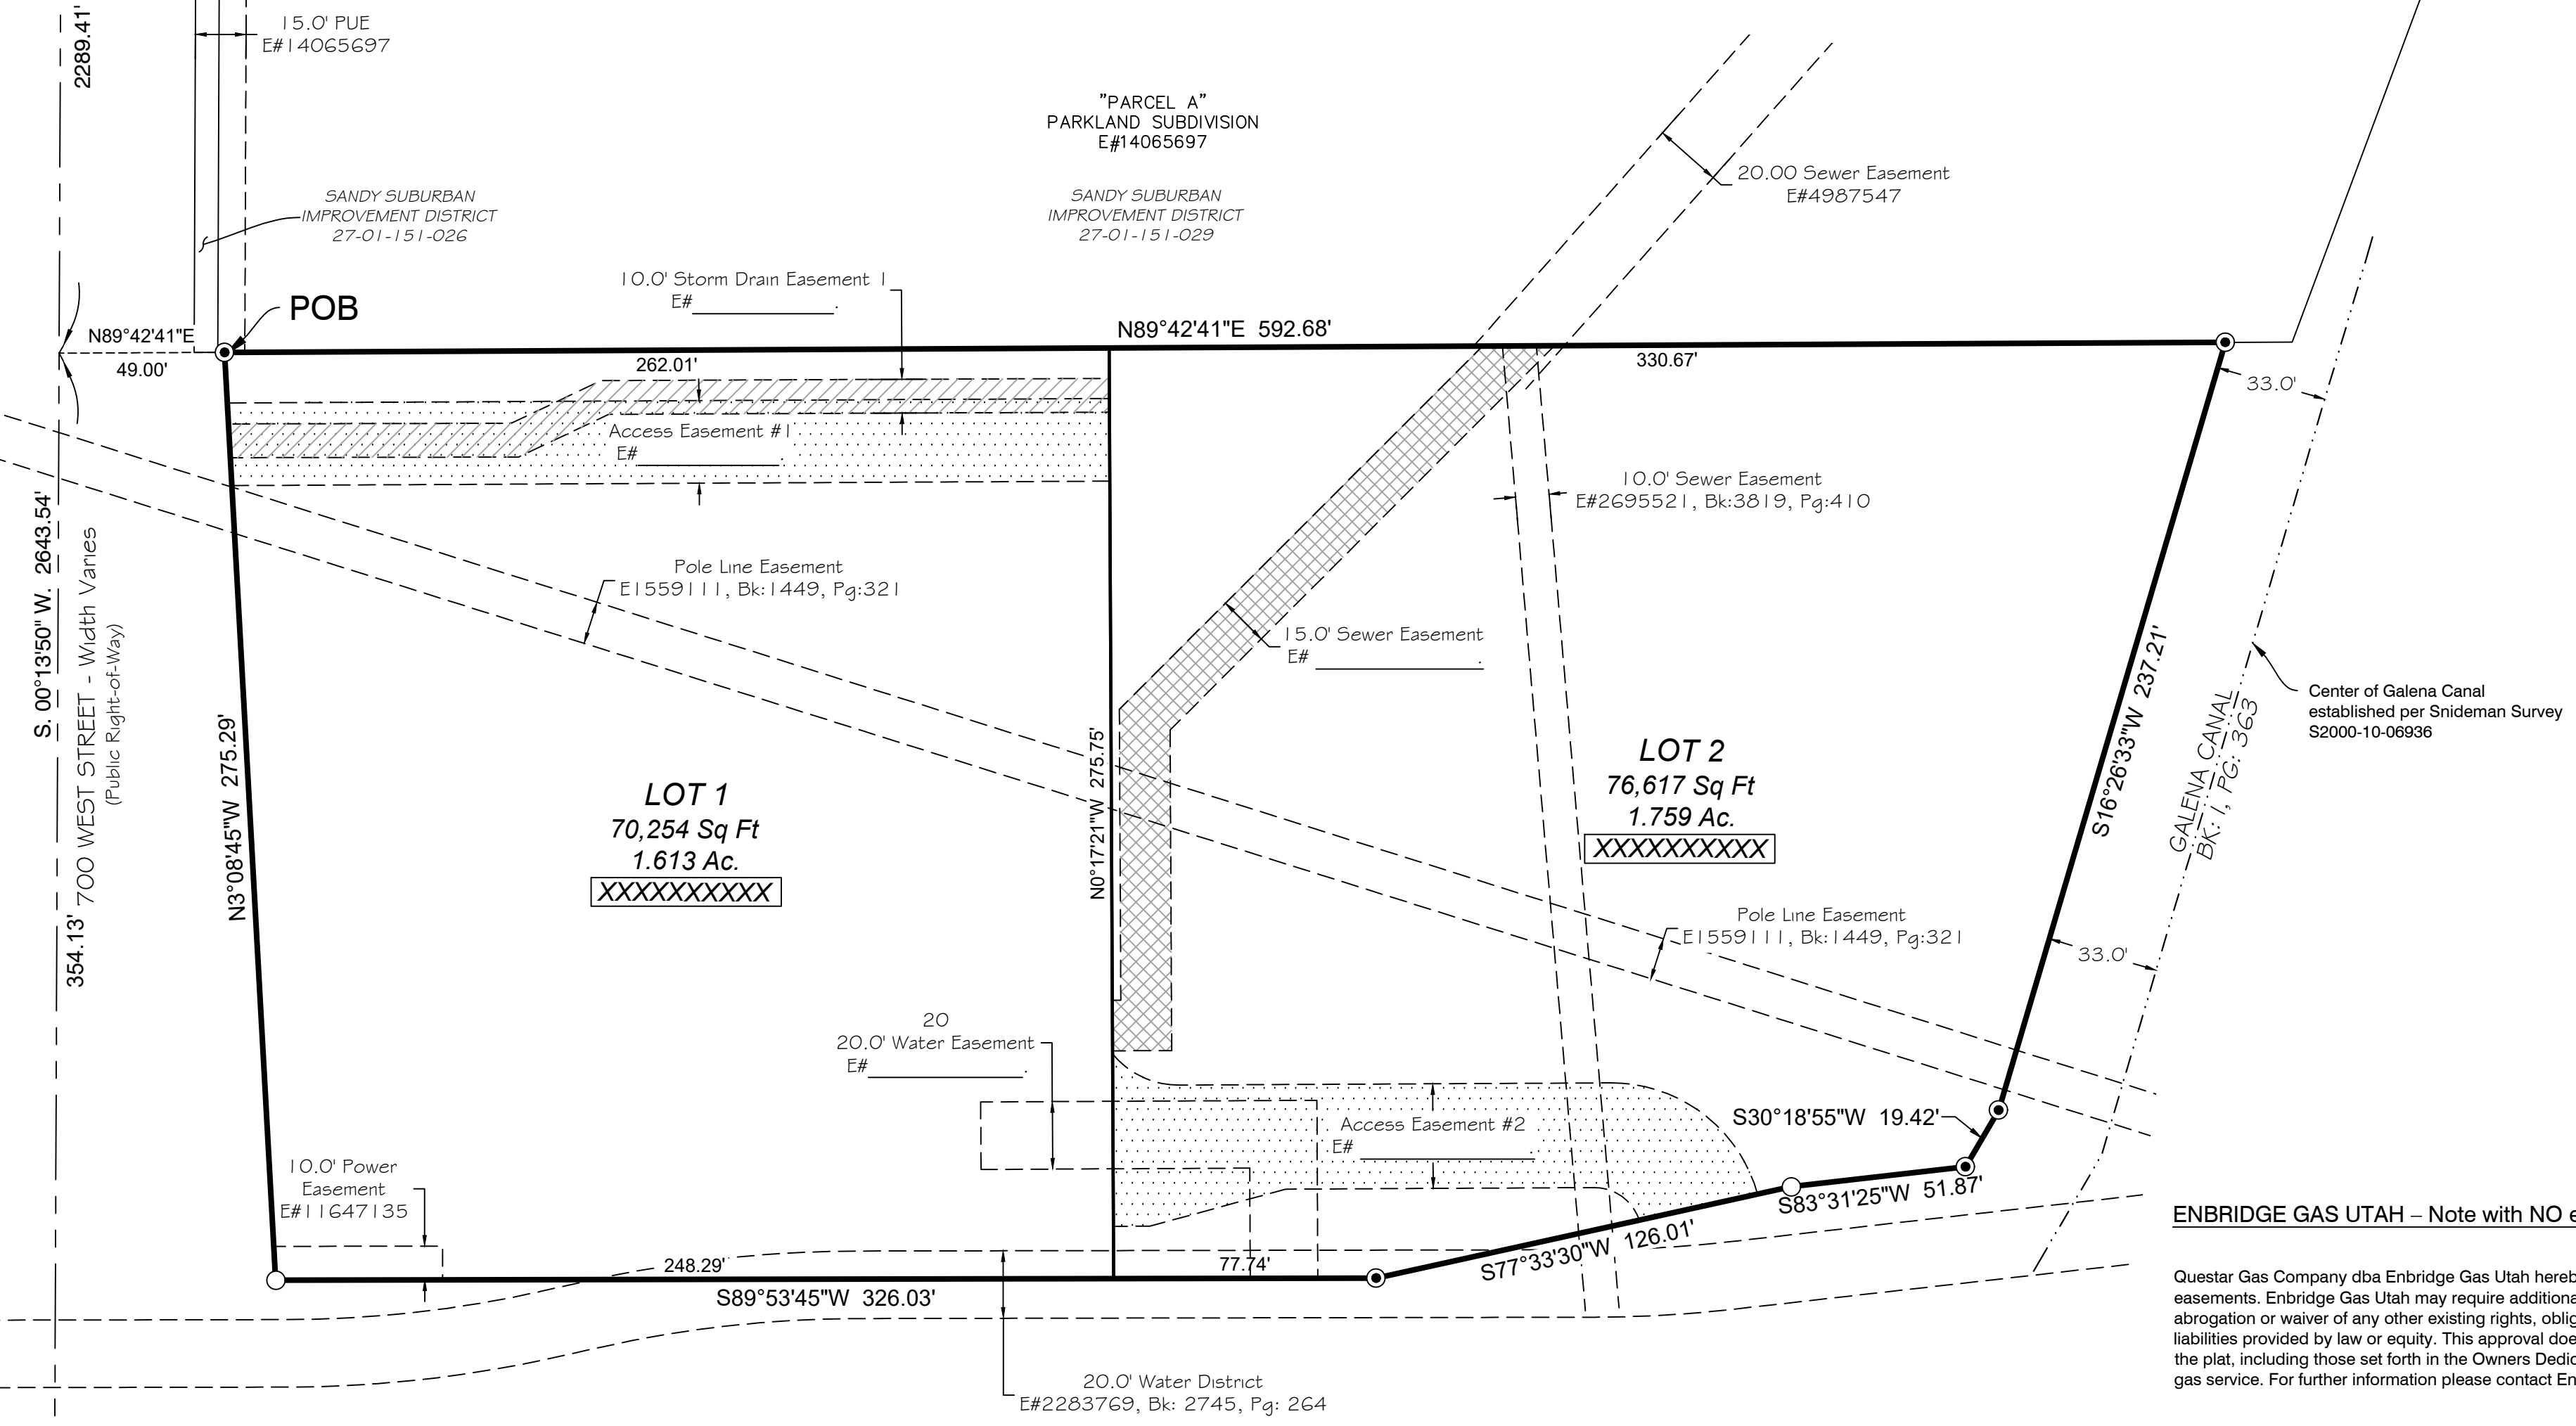 2289.41'
15.0' PUE
E#14065697
"PARCEL A"
PARKLAND SUBDIVISION
E#14065697
SANDY SUBURBAN
IMPROVEMENT DISTRICT
27-01-151-026
SANDY SUBURBAN
IMPROVEMENT DISTRICT
27-01-151-029
20.00 Sewer Easement
E#4987547
10.0' Storm Drain Easement 1
E#
POB
N89°42'41"E
49.00'
N89°42'41"E 592.68'
262.01'
330.67'
33.0'
Access Easement #1
E#
10.0' Sewer Easement
E#2695521, Bk:3819, Pg:410
Pole Line Easement
E1559111, Bk:1449, Pg:321
15.0' Sewer Easement
E#
S. 00°13'50" W. 2643.54'
700 WEST STREET - Width Varies
(Public Right-of-Way)
354.13'
N3°08'45"W 275.29'
N0°17'21"W 275.75'
S16°26'33"W 237.21'
GALENA CANAL
BK: 1, PG: 363
Center of Galena Canal
established per Snideman Survey
S2000-10-06936
LOT 1
70,254 Sq Ft
1.613 Ac.
XXXXXXXXXX
LOT 2
76,617 Sq Ft
1.759 Ac.
XXXXXXXXXX
Pole Line Easement
E1559111, Bk:1449, Pg:321
33.0'
20
20.0' Water Easement
E#
Access Easement #2
E#
S30°18'55"W 19.42'
10.0' Power
Easement
E#11647135
S83°31'25"W 51.87'
S77°33'30"W 126.01'
248.29'
77.74'
S89°53'45"W 326.03'
20.0' Water District
E#2283769, Bk: 2745, Pg: 264
ENBRIDGE GAS UTAH – Note with NO e
Questar Gas Company dba Enbridge Gas Utah hereb
easements. Enbridge Gas Utah may require additiona
abrogation or waiver of any other existing rights, oblig
liabilities provided by law or equity. This approval doe
the plat, including those set forth in the Owners Dedic
gas service. For further information please contact En